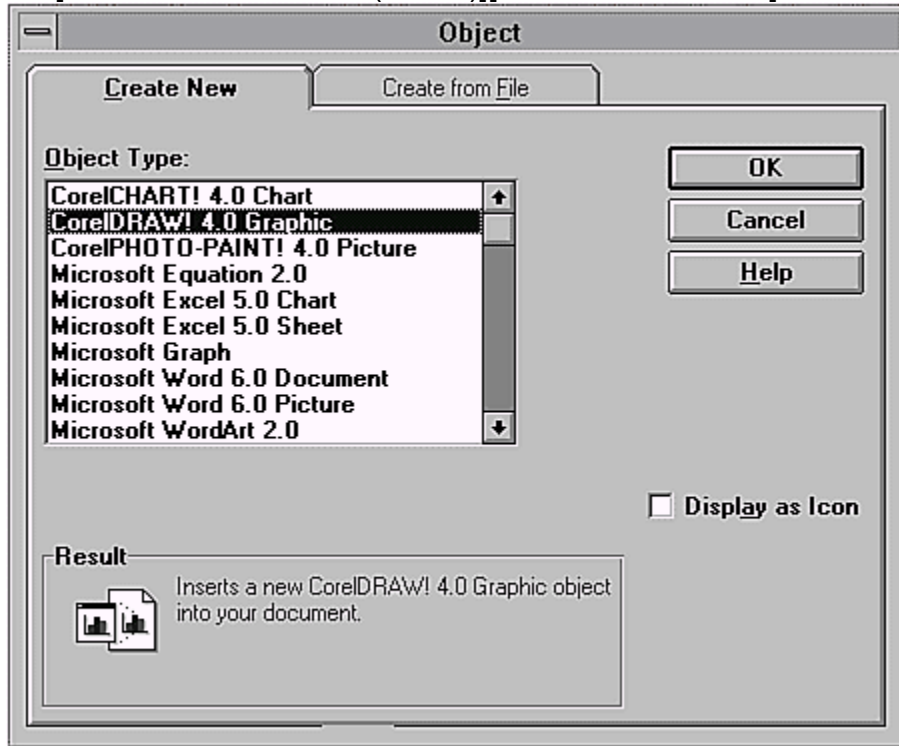 Object
Create New
Create from File
Object Type:
CorelCHART! 4.0 Chart
CorelDRAW! 4.0 Graphic
CorelPHOTO-PAINT! 4.0 Picture
Microsoft Equation 2.0
Microsoft Excel 5.0 Chart
Microsoft Excel 5.0 Sheet
Microsoft Graph
Microsoft Word 6.0 Document
Microsoft Word 6.0 Picture
Microsoft WordArt 2.0
OK
Cancel
Help
Display as Icon
Result
Inserts a new CorelDRAW! 4.0 Graphic object
into your document.